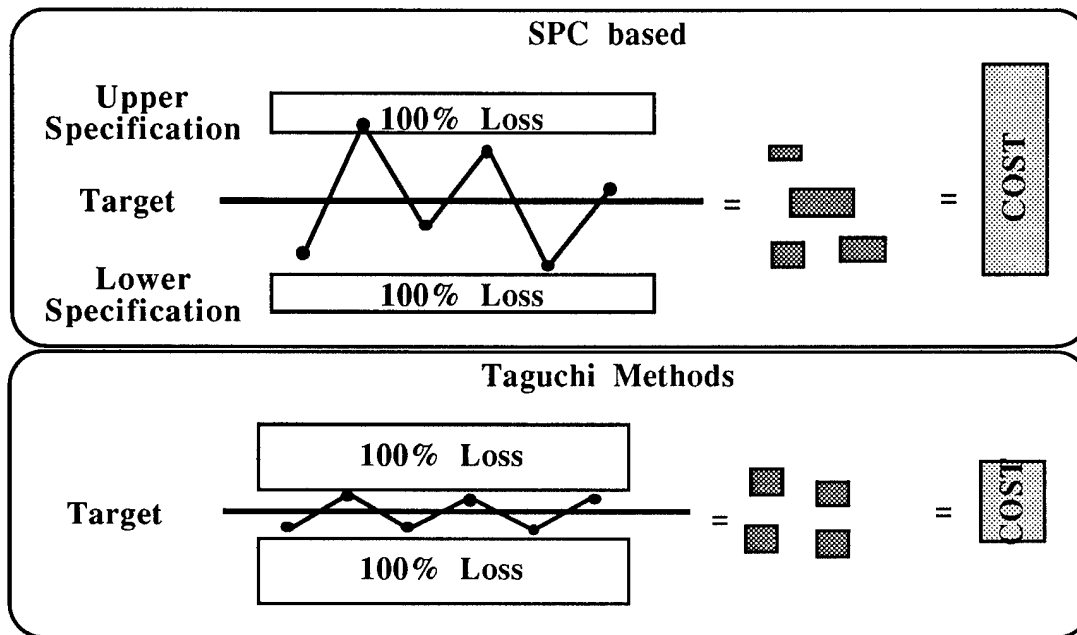 SPC based
Upper
Specification
100% Loss
Target
=
=
COST
Lower
Specification
100% Loss
Taguchi Methods
100% Loss
Target
=
=
COST
100% Loss